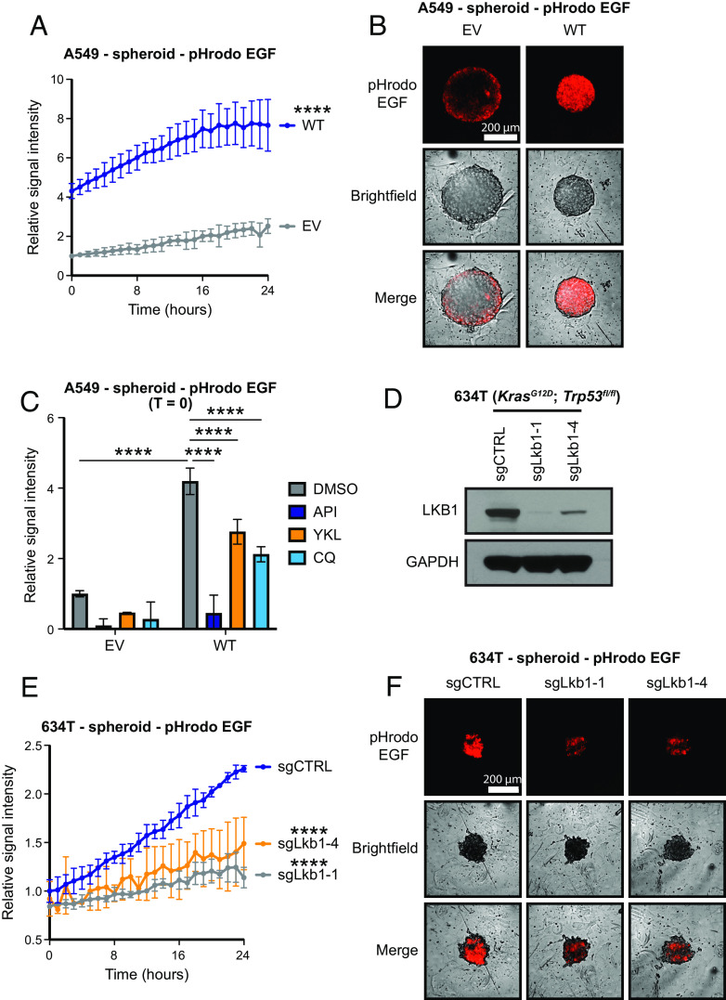 A
A549 - spheroid - pHrodo EGF
Relative signal intensity
10
8
6
4
2
0
0
8
16
24
Time (hours)
****
WT
EV
B
A549 - spheroid - pHrodo EGF
EV
WT
pHrodo
EGF
200 µm
Brightfield
Merge
C
A549 - spheroid - pHrodo EGF
(T = 0)
Relative signal intensity
6
4
2
0
****
****
****
****
EV
WT
DMSO
API
YKL
CQ
D
634T (KrasG12D; Trp53fl/fl)
sgCTRL
sgLkb1-1
sgLkb1-4
LKB1
GAPDH
E
634T - spheroid - pHrodo EGF
Relative signal intensity
2.5
2.0
1.5
1.0
0.5
0
8
16
24
Time (hours)
sgCTRL
****
sgLkb1-4
****
sgLkb1-1
F
634T - spheroid - pHrodo EGF
sgCTRL
sgLkb1-1
sgLkb1-4
pHrodo
EGF
200 µm
Brightfield
Merge